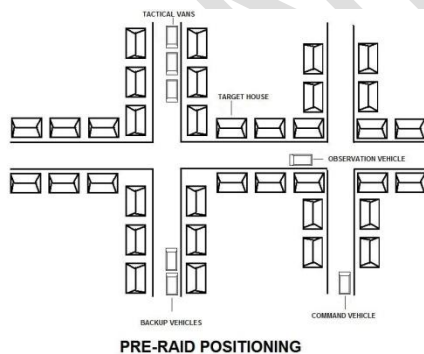 TACTICAL VANS
TARGET HOUSE
OBSERVATION VEHICLE
BACKUP VEHICLES
COMMAND VEHICLE
PRE-RAID POSITIONING